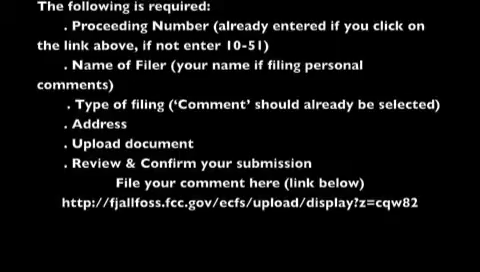 The following is required:
. Proceeding Number (already entered if you click on
the link above, if not enter 10-51)
. Name of Filer (your name if filing personal
comments)
. Type of filing (‘Comment’ should already be selected)
. Address
. Upload document
. Review & Confirm your submission
File your comment here (link below)
http://fjallfoss.fcc.gov/ecfs/upload/display?z=cqw82